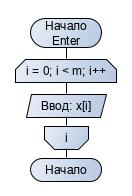 Начало
Enter
i = 0; i < m; i++
Ввод: x[i]
i
Начало